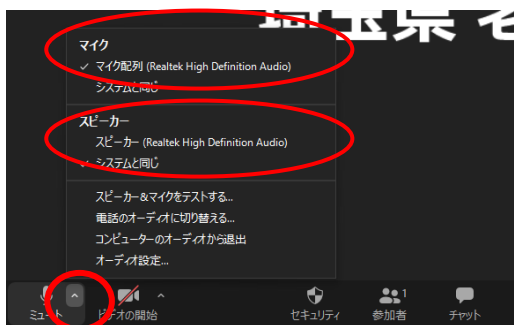 埼玉県 老
マイク
✓ マイク配列 (Realtek High Definition Audio)
システムと同じ
スピーカー
スピーカー (Realtek High Definition Audio)
✓ システムと同じ
スピーカー&マイクをテストする...
電話のオーディオに切り替える...
コンピューターのオーディオから退出
オーディオ設定...
ミュート
ビデオの開始
セキュリティ
1
参加者
チャット